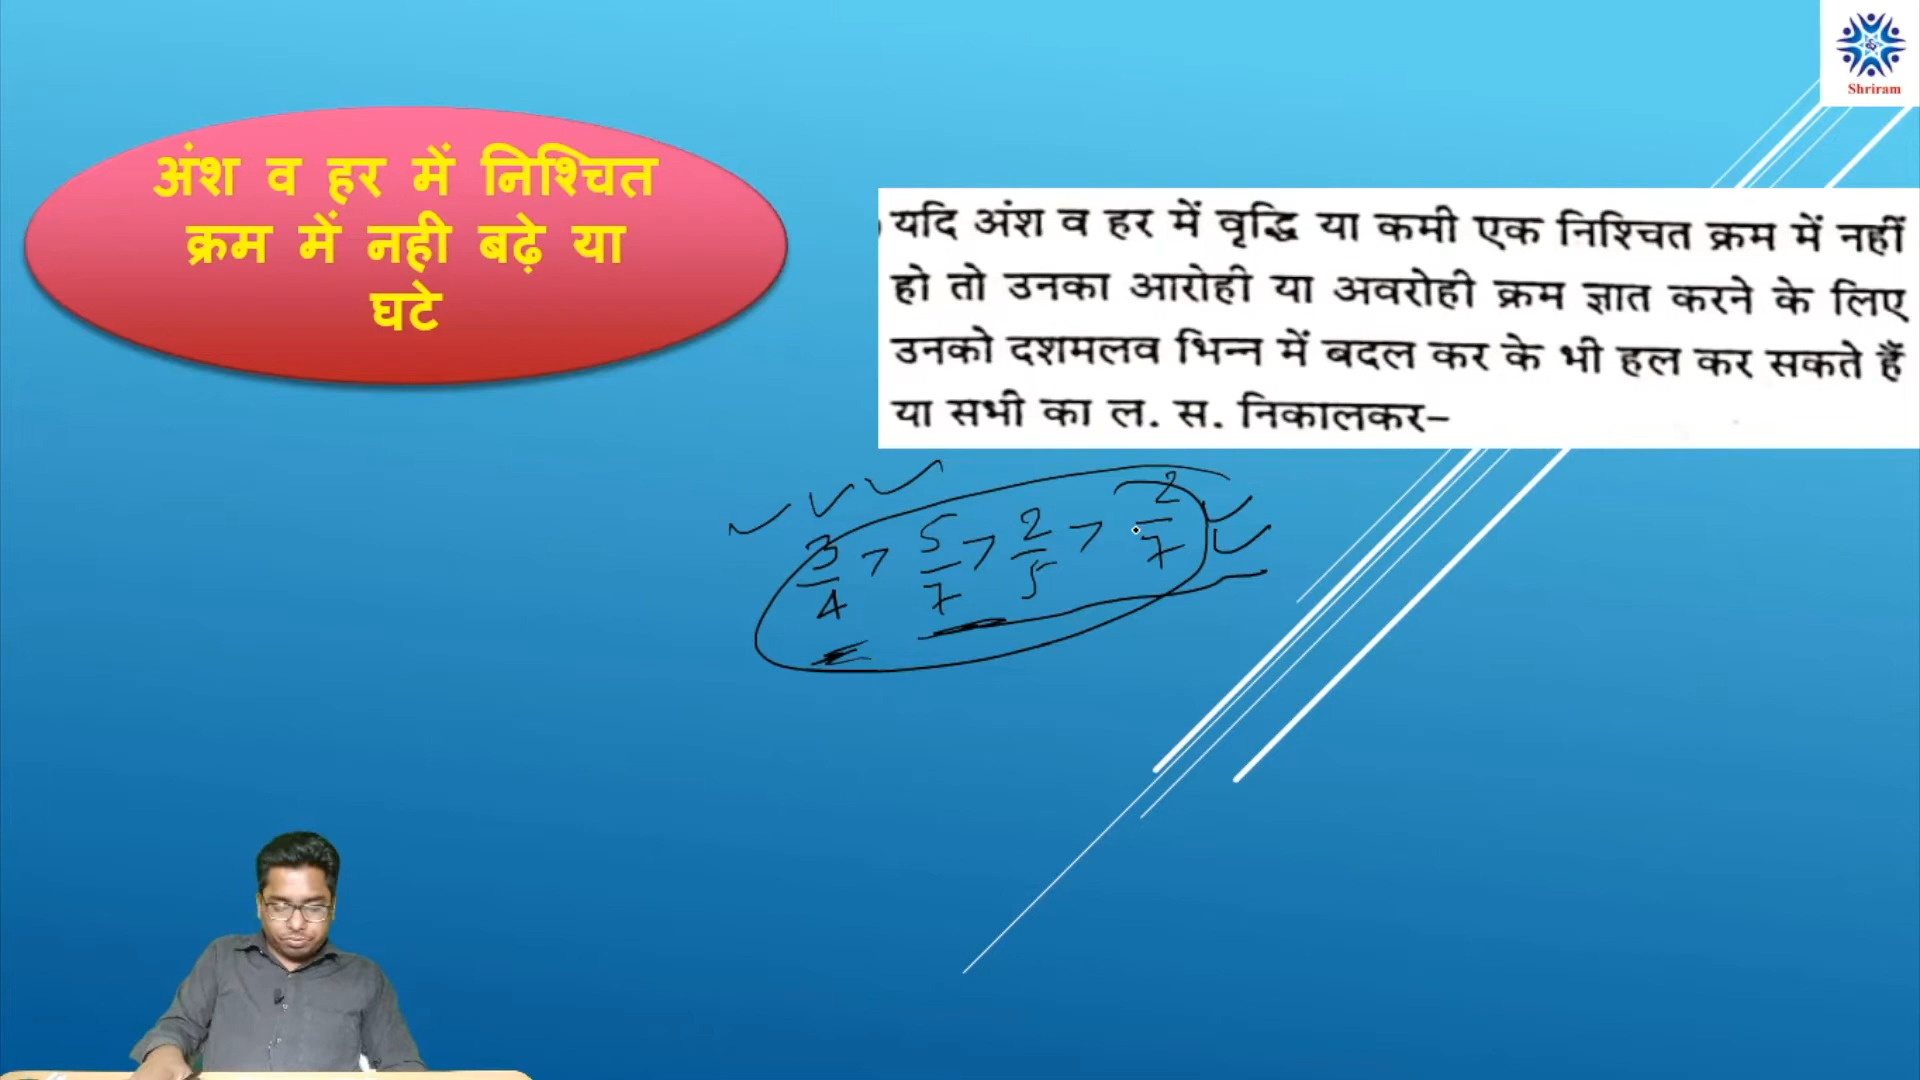 Shriram
अंश व हर में निश्चित
क्रम में नही बढ़े या
घटे
यदि अंश व हर में वृद्धि या कमी एक निश्चित क्रम में नहीं
हो तो उनका आरोही या अवरोही क्रम ज्ञात करने के लिए
उनको दशमलव भिन्न में बदल कर के भी हल कर सकते हैं
या सभी का ल. स. निकालकर–
3/4 > 5/7 > 2/5 > 2/7